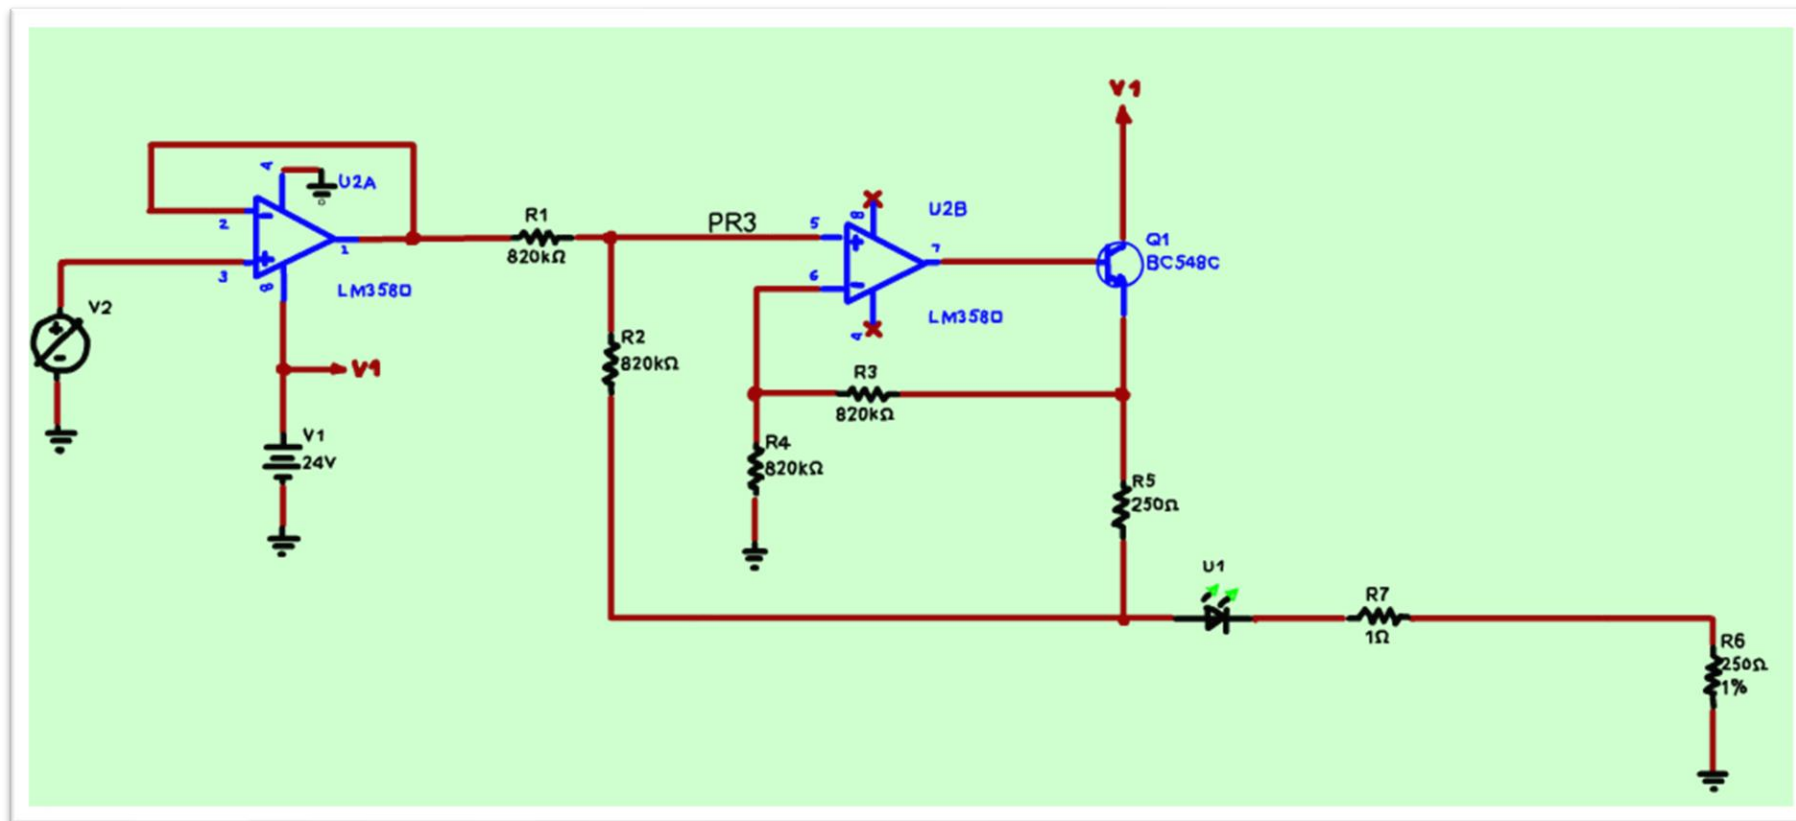 V1
4
U2A
2
1
3
8
LM358D
V2
V1
V1
24V
R1
820kΩ
PR3
5
8
U2B
7
6
4
LM358D
Q1
BC548C
R2
820kΩ
R3
820kΩ
R4
820kΩ
R5
250Ω
U1
R7
1Ω
R6
250Ω
1%